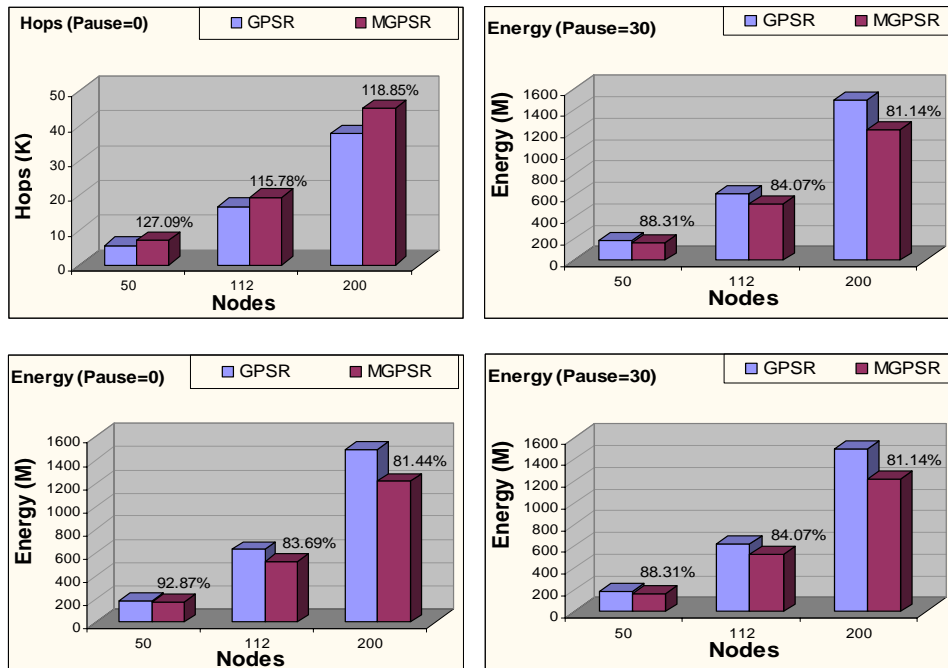 Hops (Pause=0)
GPSR
MGPSR
Hops (K)
50
40
30
20
10
0
127.09%
115.78%
118.85%
50
112
200
Nodes
Energy (Pause=30)
GPSR
MGPSR
Energy (M)
1600
1400
1200
1000
800
600
400
200
0
88.31%
84.07%
81.14%
50
112
200
Nodes
Energy (Pause=0)
GPSR
MGPSR
Energy (M)
1600
1400
1200
1000
800
600
400
200
0
92.87%
83.69%
81.44%
50
112
200
Nodes
Energy (Pause=30)
GPSR
MGPSR
Energy (M)
1600
1400
1200
1000
800
600
400
200
0
88.31%
84.07%
81.14%
50
112
200
Nodes